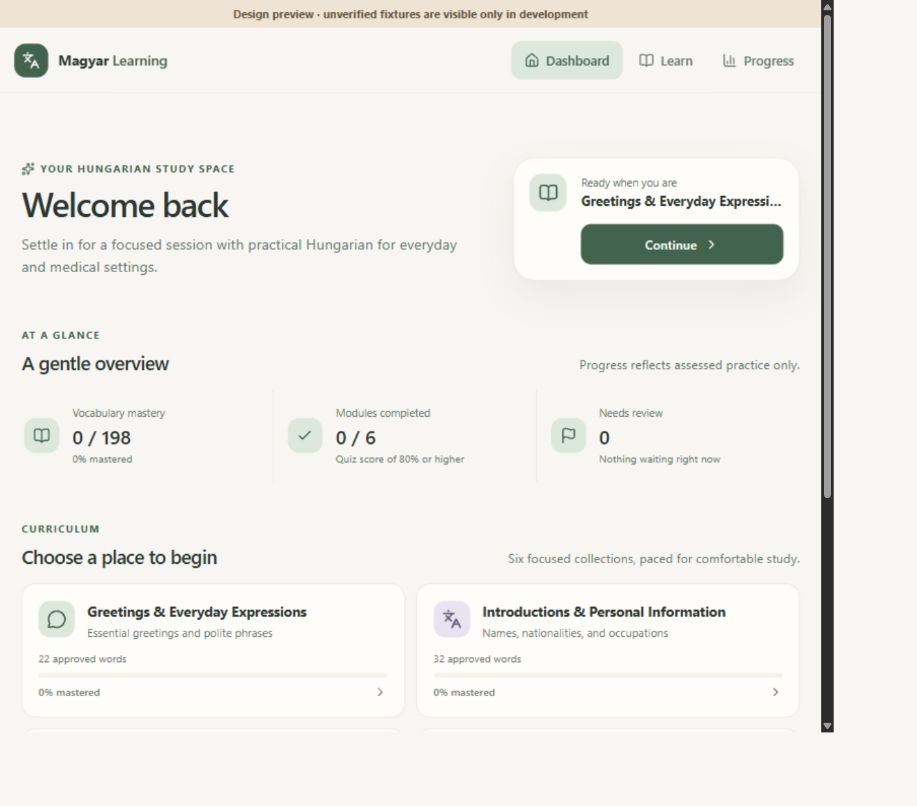 Design preview · unverified fixtures are visible only in development
Magyar Learning
Dashboard
Learn
Progress
YOUR HUNGARIAN STUDY SPACE
Welcome back
Settle in for a focused session with practical Hungarian for everyday
and medical settings.
Ready when you are
Greetings & Everyday Expressi...
Continue
AT A GLANCE
A gentle overview
Progress reflects assessed practice only.
Vocabulary mastery
0 / 198
0% mastered
Modules completed
0 / 6
Quiz score of 80% or higher
Needs review
0
Nothing waiting right now
CURRICULUM
Choose a place to begin
Six focused collections, paced for comfortable study.
Greetings & Everyday Expressions
Essential greetings and polite phrases
22 approved words
0% mastered
Introductions & Personal Information
Names, nationalities, and occupations
32 approved words
0% mastered